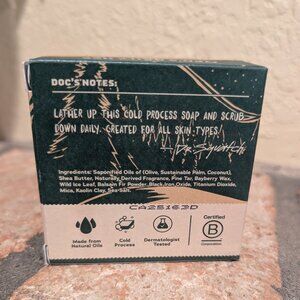 DOC'S NOTES:
LATHER UP THIS COLD PROCESS SOAP AND SCRUB
DOWN DAILY. CREATED FOR ALL SKIN TYPES.
- Dr. Squatch
Ingredients: Saponified Oils of (Olive, Sustainable Palm, Coconut),
Shea Butter, Naturally Derived Fragrance, Pine Tar, Bayberry Wax,
Wild Ice Leaf, Balsam Fir Powder, Black Iron Oxide, Titanium Dioxide,
Mica, Kaolin Clay, Sea Salt.
CA25163D
Made from
Natural Oils
Cold
Process
Dermatologist
Tested
Certified
B
Corporation